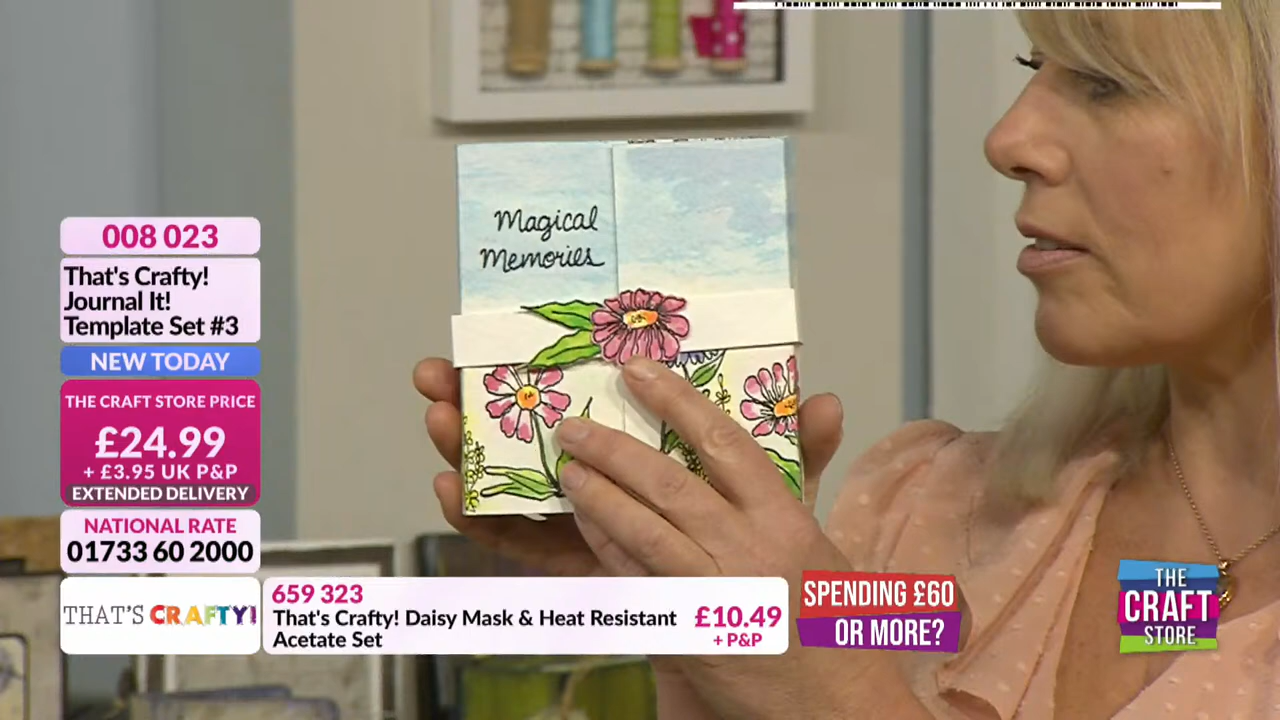 Magical
Memories
008 023
That's Crafty!
Journal It!
Template Set #3
NEW TODAY
THE CRAFT STORE PRICE
£24.99
+ £3.95 UK P&P
EXTENDED DELIVERY
NATIONAL RATE
01733 60 2000
THAT'S CRAFTY!
659 323
That's Crafty! Daisy Mask & Heat Resistant
Acetate Set
£10.49
+ P&P
SPENDING £60
OR MORE?
THE
CRAFT
STORE